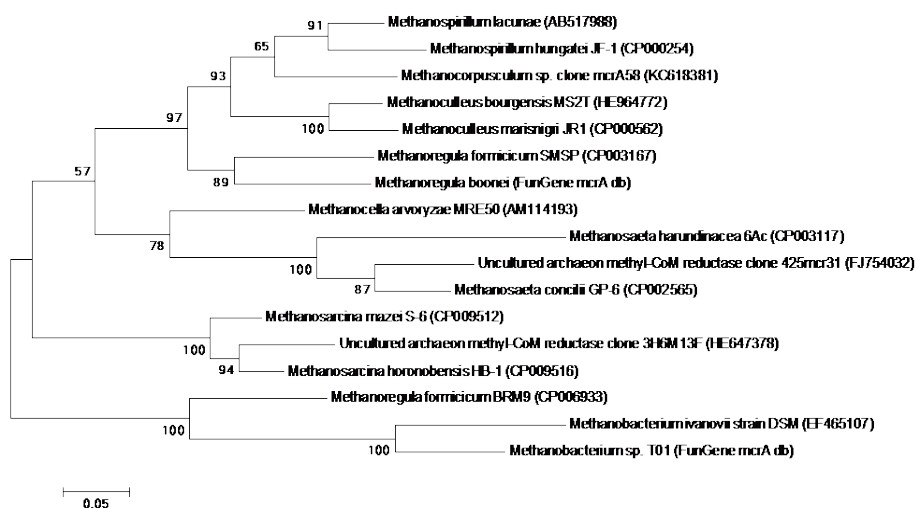 91
Methanospirillum lacunae (AB517988)
65
Methanospirillum hungatei JF-1 (CP000254)
93
Methanocorpusculum sp. clone mcrA58 (KC618381)
97
Methanoculleus bourgensis MS2T (HE964772)
100
Methanoculleus marisnigri JR1 (CP000562)
Methanoregula formicicum SMSP (CP003167)
57
89
Methanoregula boonei (FunGene mcrA db)
Methanocella arvoryzae MRE50 (AM114193)
78
Methanosaeta harundinacea 6Ac (CP003117)
100
Uncultured archaeon methyl-CoM reductase clone 425mcr31 (FJ754032)
87
Methanosaeta concilii GP-6 (CP002565)
Methanosarcina mazei S-6 (CP009512)
100
Uncultured archaeon methyl-CoM reductase clone 3H6M13F (HE647378)
94
Methanosarcina horonobensis HB-1 (CP009516)
Methanoregula formicicum BRM9 (CP006933)
100
Methanobacterium ivanovii strain DSM (EF465107)
100
Methanobacterium sp. T01 (FunGene mcrA db)
0.05